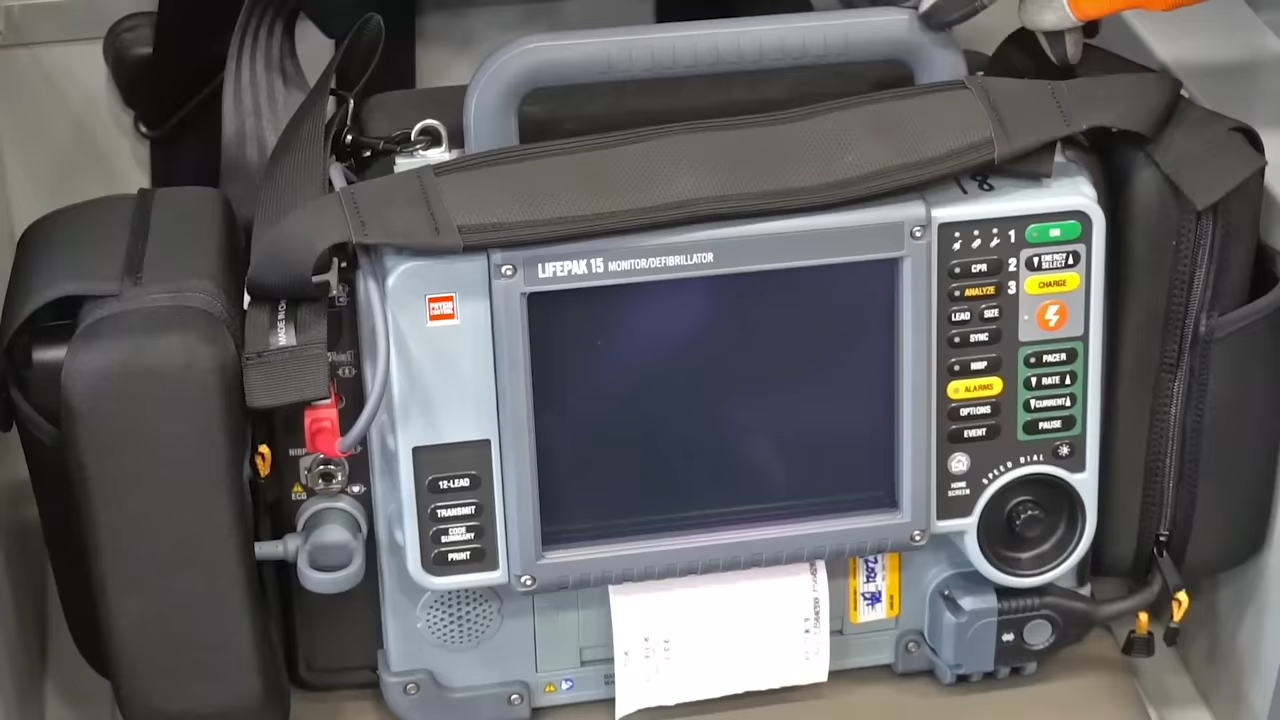 18
LIFEPAK 15 MONITOR/DEFIBRILLATOR
PHYSIO
CONTROL
MADE IN
1
ON
CPR
2
ENERGY
SELECT
ANALYZE
3
CHARGE
LEAD
SIZE
SYNC
NIBP
PACER
ALARMS
RATE
OPTIONS
CURRENT
EVENT
PAUSE
HOME
SCREEN
SPEED DIAL
12-LEAD
TRANSMIT
CODE
SUMMARY
PRINT
NIBP
ECG